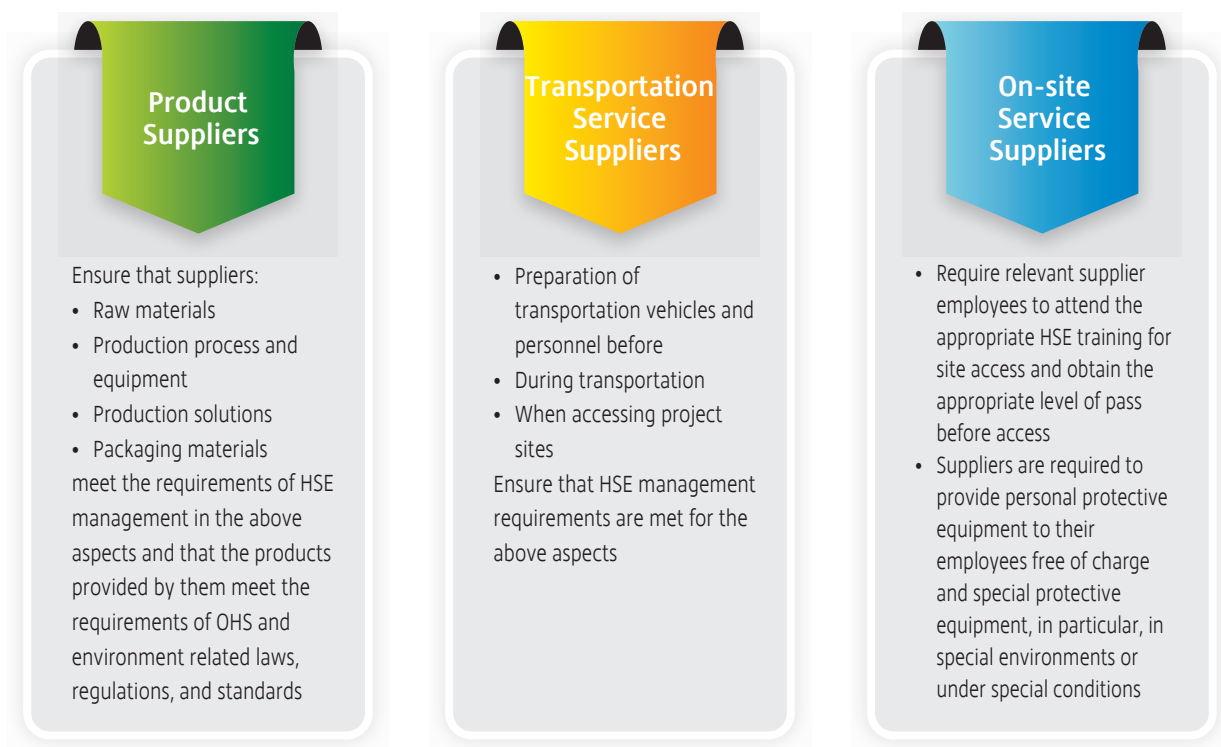 Product
Suppliers
Ensure that suppliers:
• Raw materials
• Production process and
equipment
• Production solutions
• Packaging materials
meet the requirements of HSE
management in the above
aspects and that the products
provided by them meet the
requirements of OHS and
environment related laws,
regulations, and standards
Transportation
Service
Suppliers
• Preparation of
transportation vehicles and
personnel before
• During transportation
• When accessing project
sites
Ensure that HSE management
requirements are met for the
above aspects
On-site
Service
Suppliers
• Require relevant supplier
employees to attend the
appropriate HSE training for
site access and obtain the
appropriate level of pass
before access
• Suppliers are required to
provide personal protective
equipment to their
employees free of charge
and special protective
equipment, in particular, in
special environments or
under special conditions